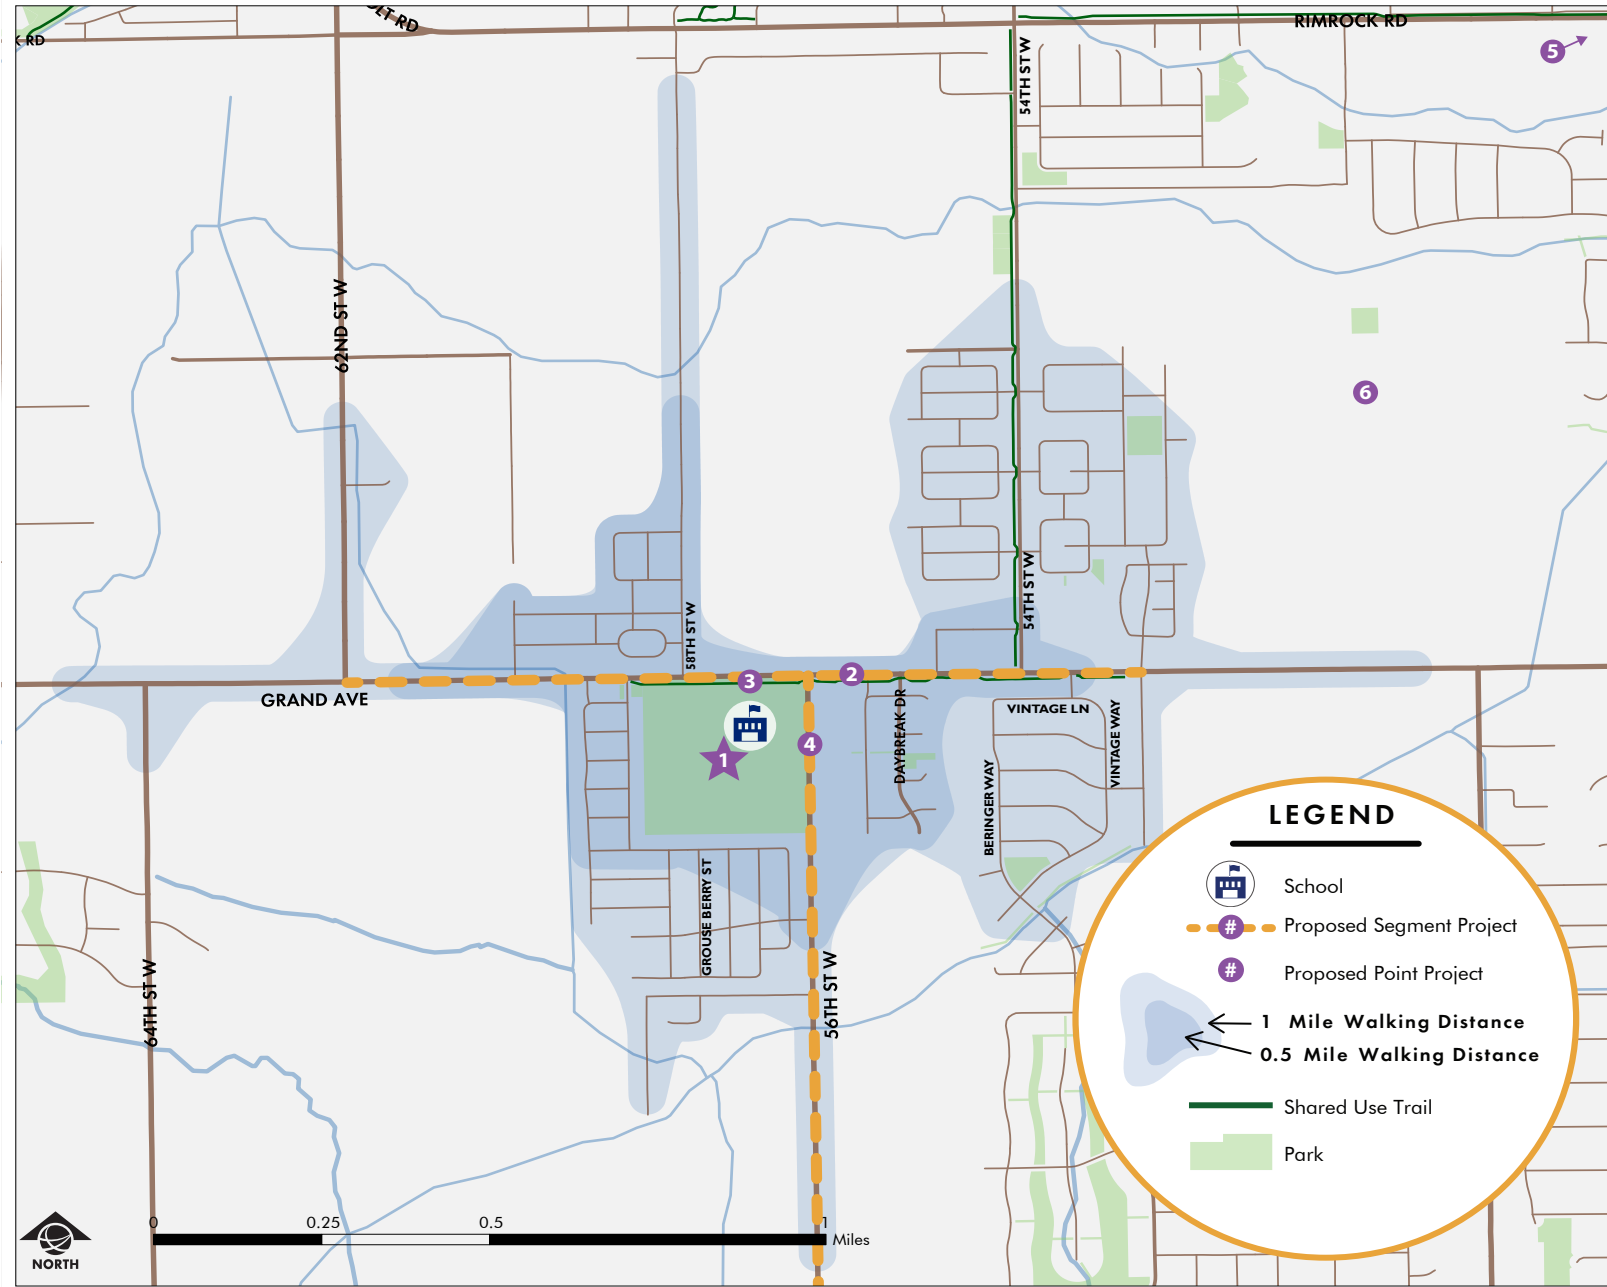 OLT RD
RIMROCK RD
K RD
5
54TH ST W
62ND ST W
6
54TH ST W
58TH ST W
2
3
GRAND AVE
VINTAGE LN
DAYBREAK DR
VINTAGE WAY
4
1
BERINGER WAY
GROUSE BERRY ST
64TH ST W
56TH ST W
LEGEND
School
# Proposed Segment Project
# Proposed Point Project
1 Mile Walking Distance
0.5 Mile Walking Distance
Shared Use Trail
Park
0 0.25 0.5 1
Miles
NORTH